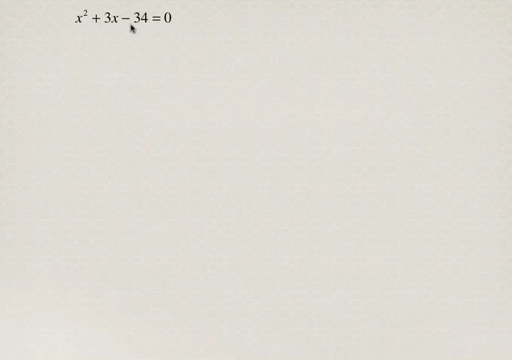 x² + 3x − 34 = 0